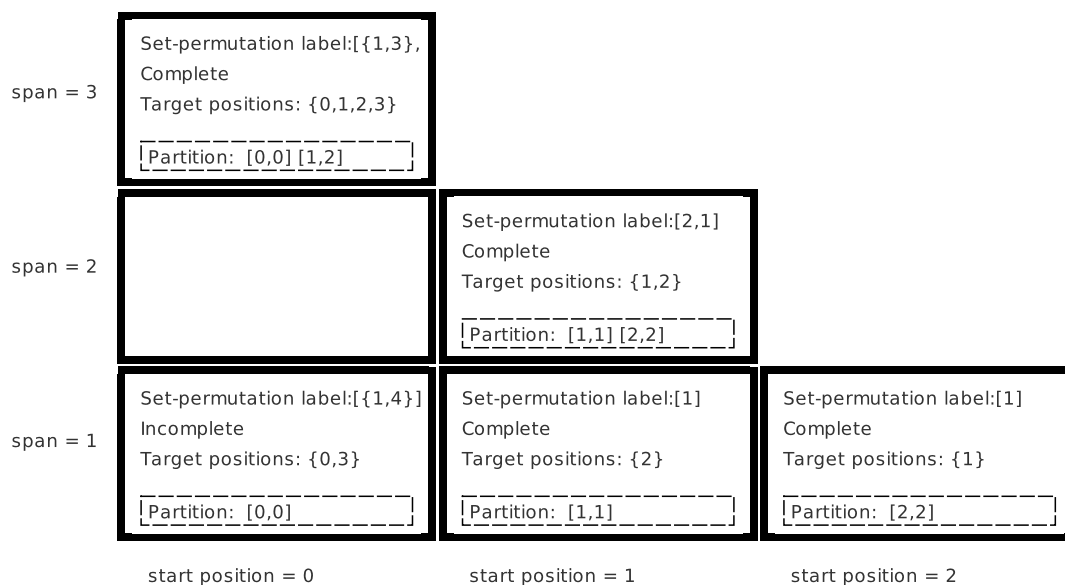 Set-permutation label:[{1,3},
Complete
span = 3
Target positions: {0,1,2,3}
Partition: [0,0] [1,2]
Set-permutation label:[2,1]
Complete
span = 2
Target positions: {1,2}
Partition: [1,1] [2,2]
Set-permutation label:[{1,4}]
Incomplete
span = 1
Target positions: {0,3}
Partition: [0,0]
Set-permutation label:[1]
Complete
Target positions: {2}
Partition: [1,1]
Set-permutation label:[1]
Complete
Target positions: {1}
Partition: [2,2]
start position = 0
start position = 1
start position = 2